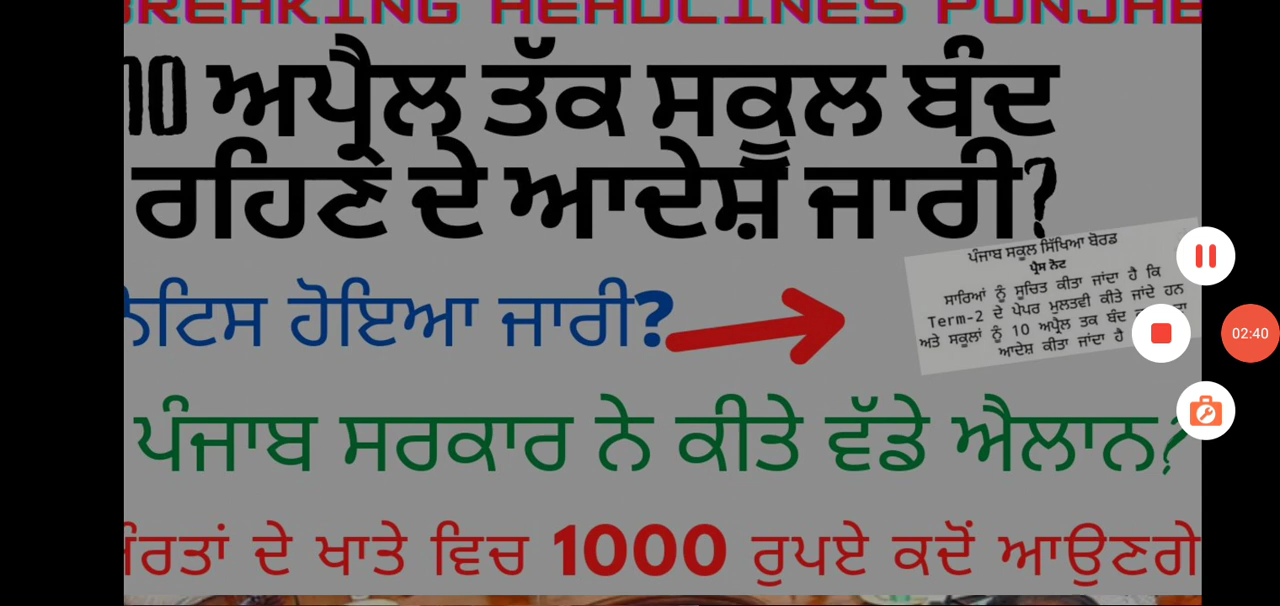 BREAKING HEADLINES PUNJAB
10 ਅਪ੍ਰੈਲ ਤੱਕ ਸਕੂਲ ਬੰਦ
ਰਹਿਣ ਦੇ ਆਦੇਸ਼ ਜਾਰੀ?
ਨੋਟਿਸ ਹੋਇਆ ਜਾਰੀ?
ਪੰਜਾਬ ਸਕੂਲ ਸਿੱਖਿਆ ਬੋਰਡ
ਪ੍ਰੈਸ ਨੋਟ
ਸਾਰਿਆਂ ਨੂੰ ਸੂਚਿਤ ਕੀਤਾ ਜਾਂਦਾ ਹੈ ਕਿ
Term-2 ਦੇ ਪੇਪਰ ਮੁਲਤਵੀ ਕੀਤੇ ਜਾਂਦੇ ਹਨ
ਅਤੇ ਸਕੂਲਾਂ ਨੂੰ 10 ਅਪ੍ਰੈਲ ਤਕ ਬੰਦ
ਆਦੇਸ਼ ਕੀਤਾ ਜਾਂਦਾ ਹੈ
02:40
ਪੰਜਾਬ ਸਰਕਾਰ ਨੇ ਕੀਤੇ ਵੱਡੇ ਐਲਾਨ?
ਔਰਤਾਂ ਦੇ ਖਾਤੇ ਵਿਚ 1000 ਰੁਪਏ ਕਦੋਂ ਆਉਣਗੇ